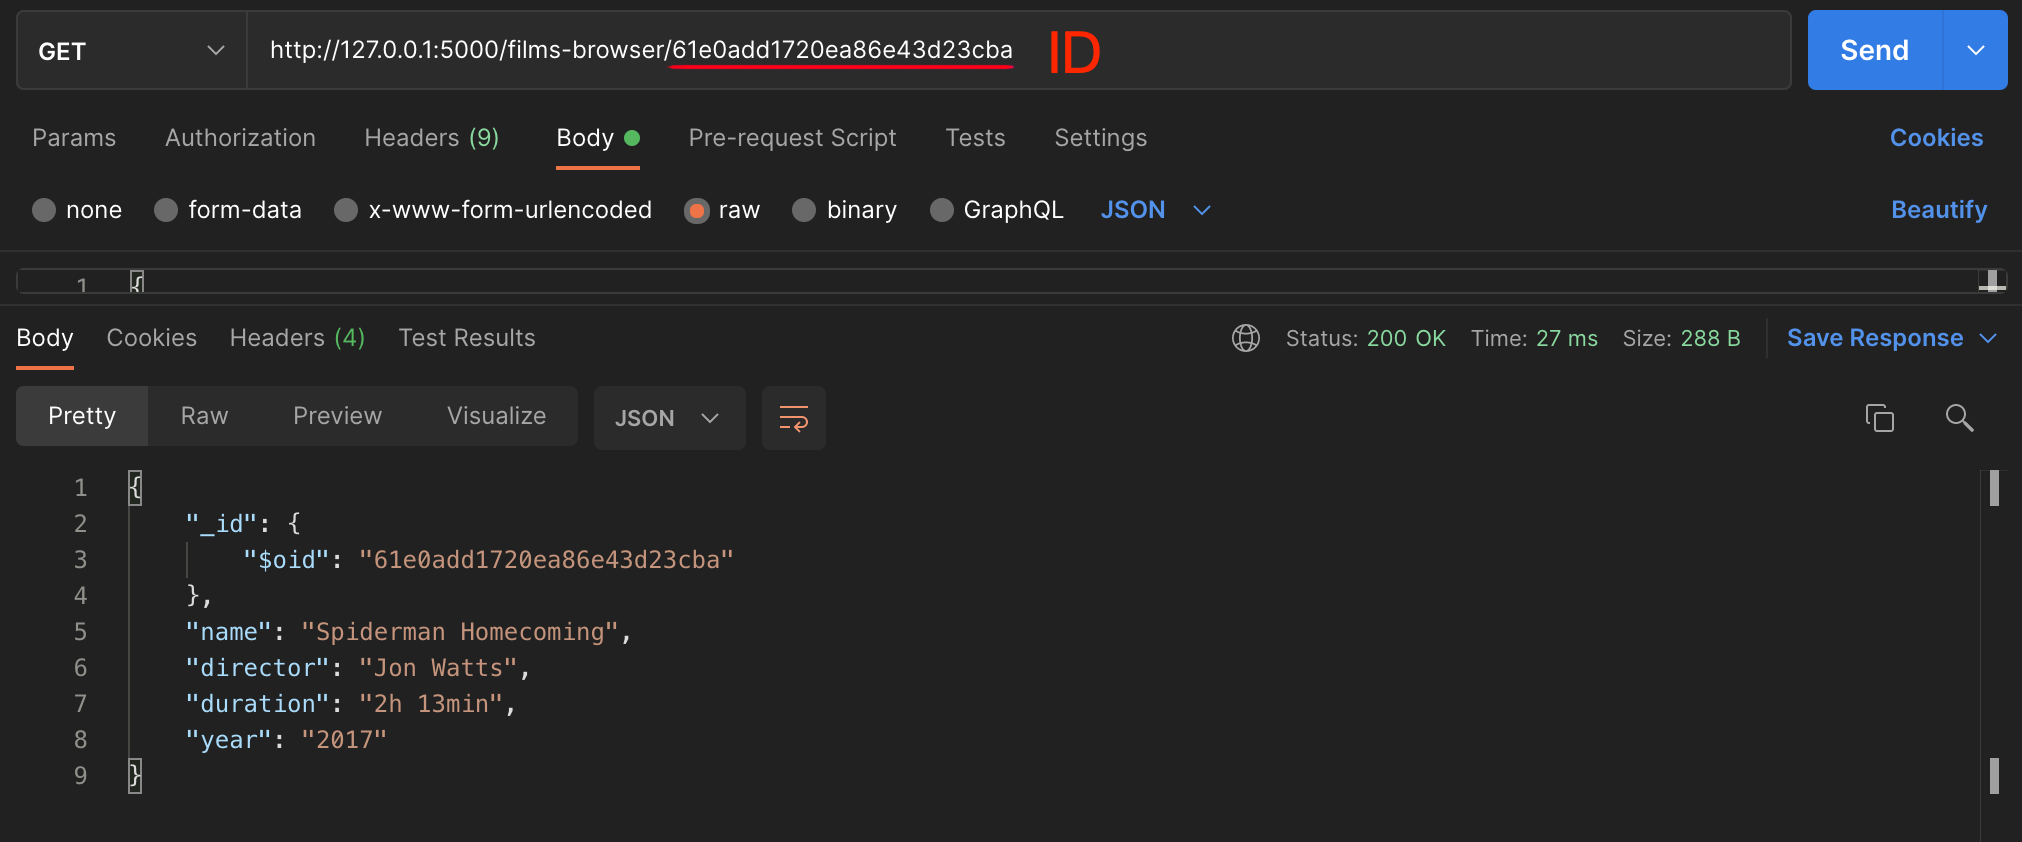 GET http://127.0.0.1:5000/films-browser/61e0add1720ea86e43d23cba ID Send
Params Authorization Headers (9) Body Pre-request Script Tests Settings Cookies
none form-data x-www-form-urlencoded raw binary GraphQL JSON Beautify
1 {
Body Cookies Headers (4) Test Results Status: 200 OK Time: 27 ms Size: 288 B Save Response
Pretty Raw Preview Visualize JSON
1 {
2 "_id": {
3 "$oid": "61e0add1720ea86e43d23cba"
4 },
5 "name": "Spiderman Homecoming",
6 "director": "Jon Watts",
7 "duration": "2h 13min",
8 "year": "2017"
9 }